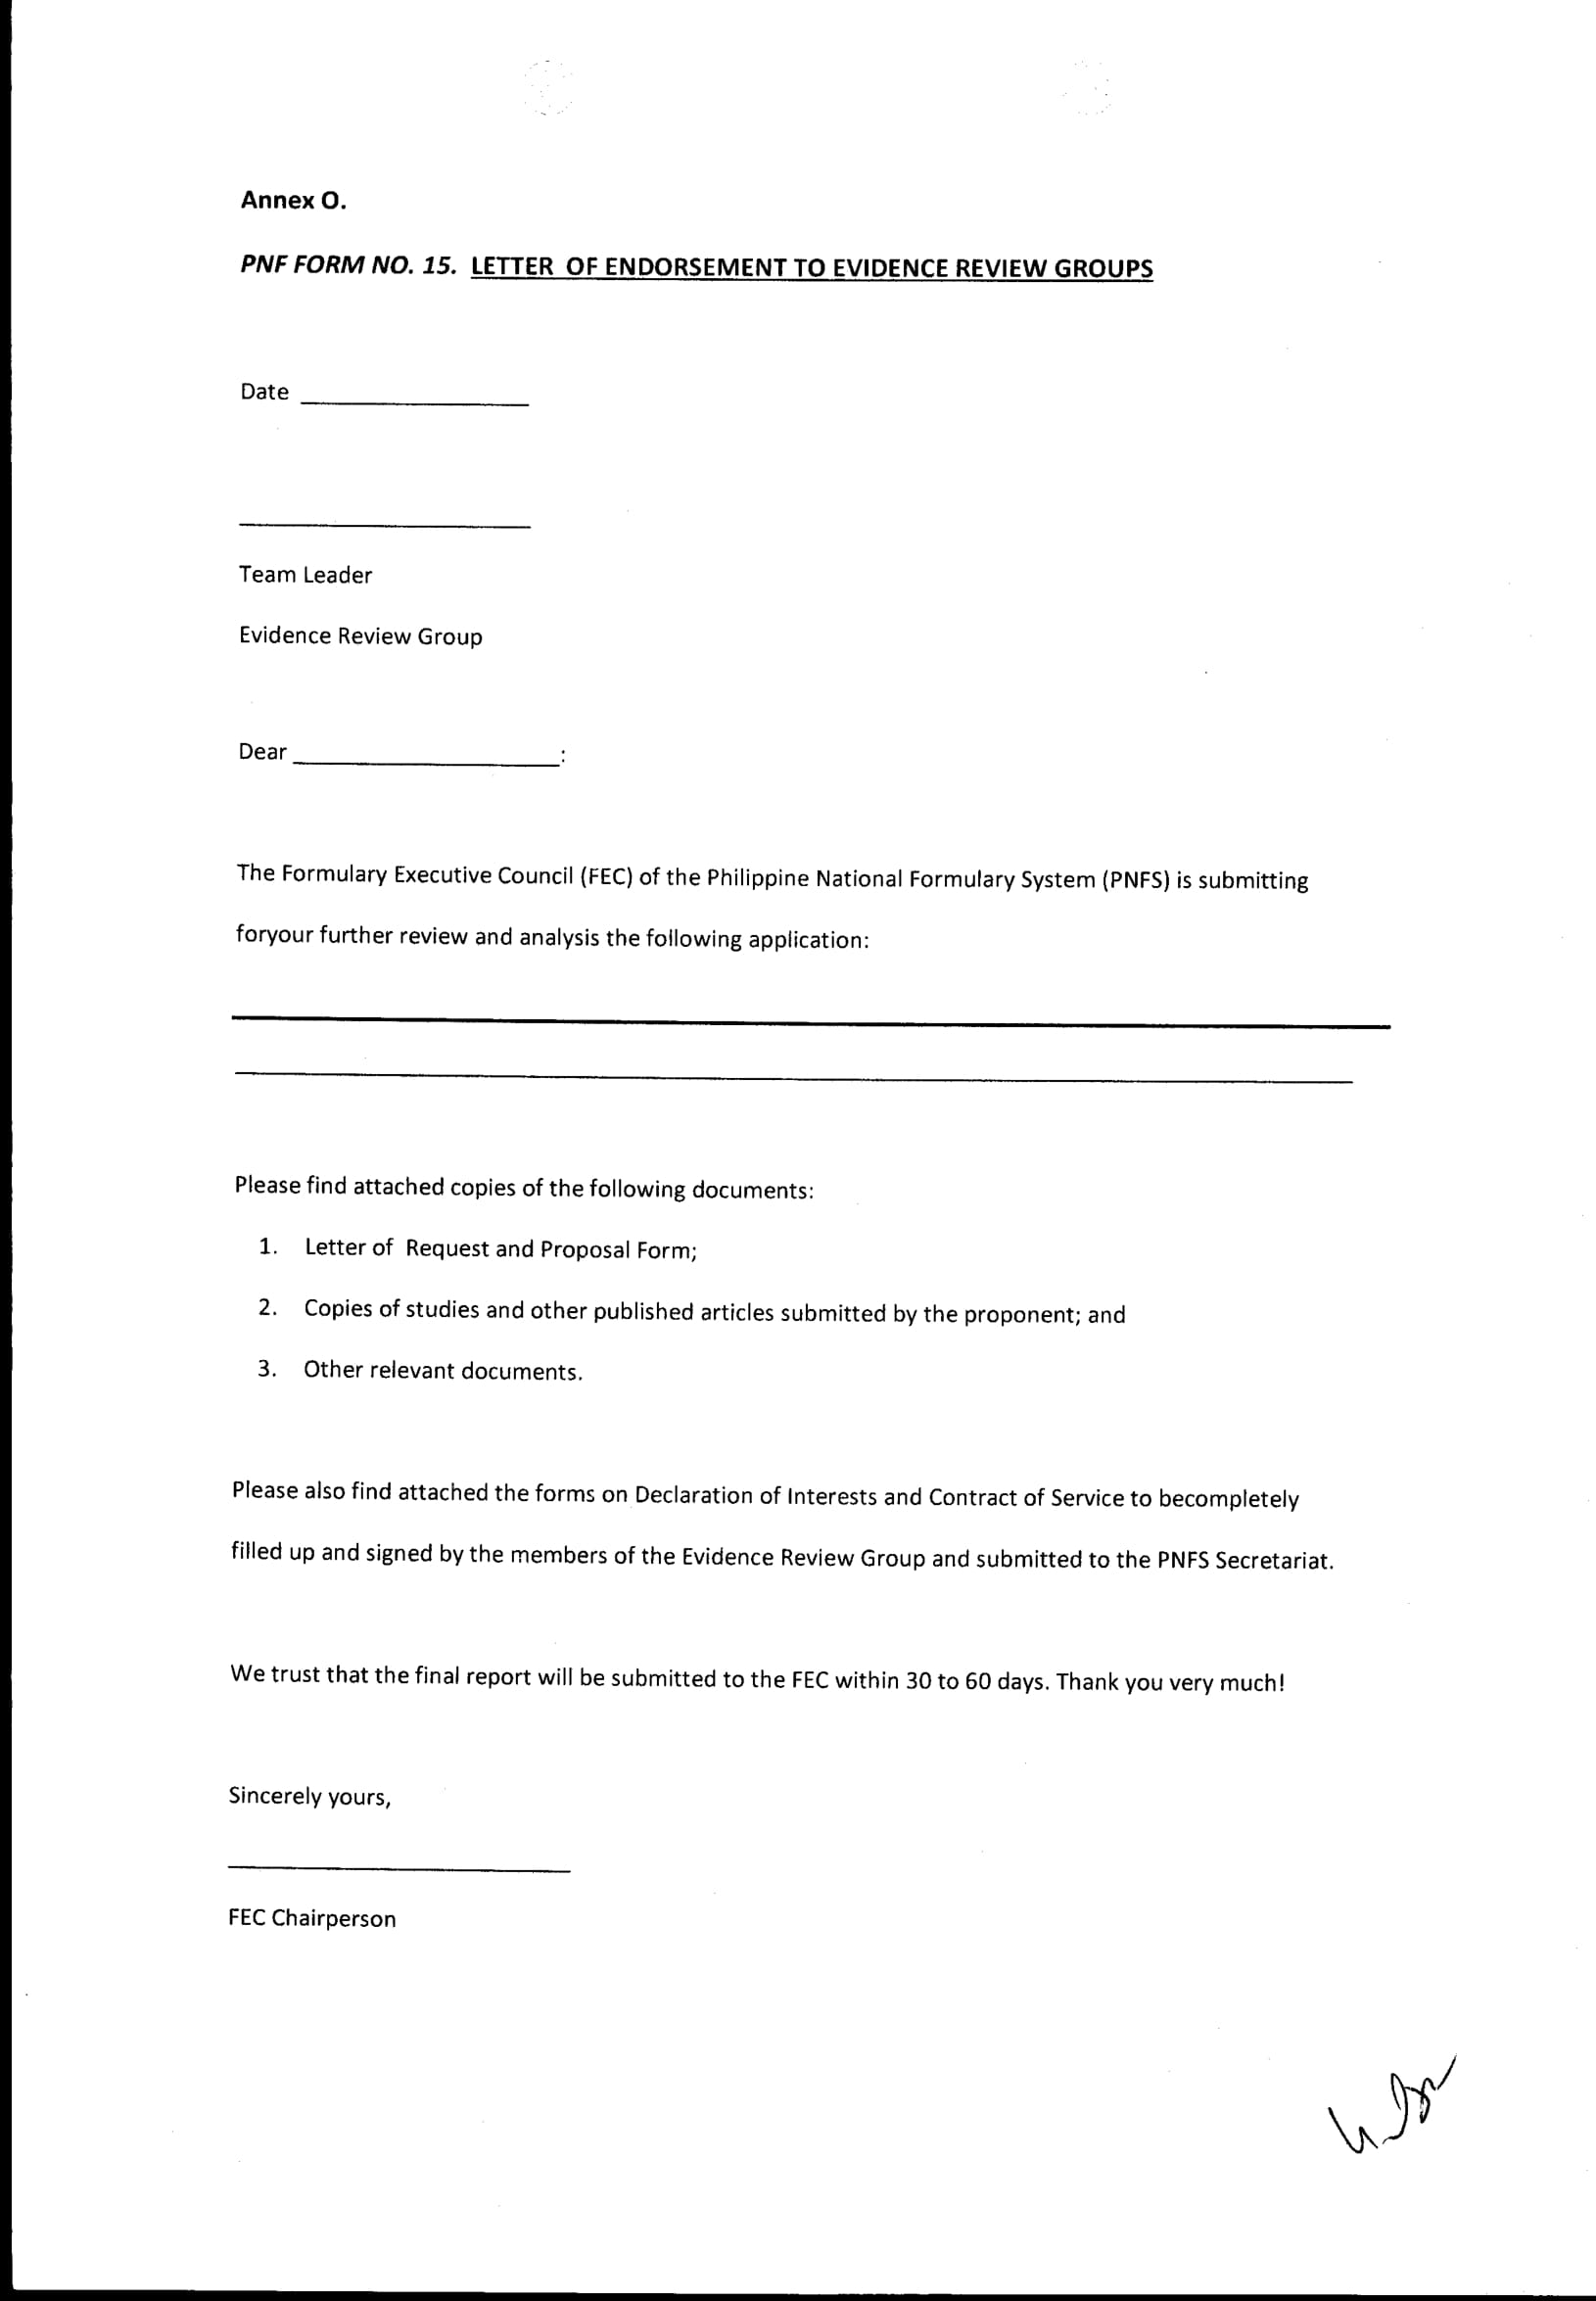 Annex O.
PNF FORM NO. 15. LETTER OF ENDORSEMENT TO EVIDENCE REVIEW GROUPS
Date ____________________
____________________
Team Leader
Evidence Review Group
Dear ____________________:
The Formulary Executive Council (FEC) of the Philippine National Formulary System (PNFS) is submitting
foryour further review and analysis the following application:
Please find attached copies of the following documents:
1. Letter of Request and Proposal Form;
2. Copies of studies and other published articles submitted by the proponent; and
3. Other relevant documents.
Please also find attached the forms on Declaration of Interests and Contract of Service to becompletely
filled up and signed by the members of the Evidence Review Group and submitted to the PNFS Secretariat.
We trust that the final report will be submitted to the FEC within 30 to 60 days. Thank you very much!
Sincerely yours,
____________________
FEC Chairperson